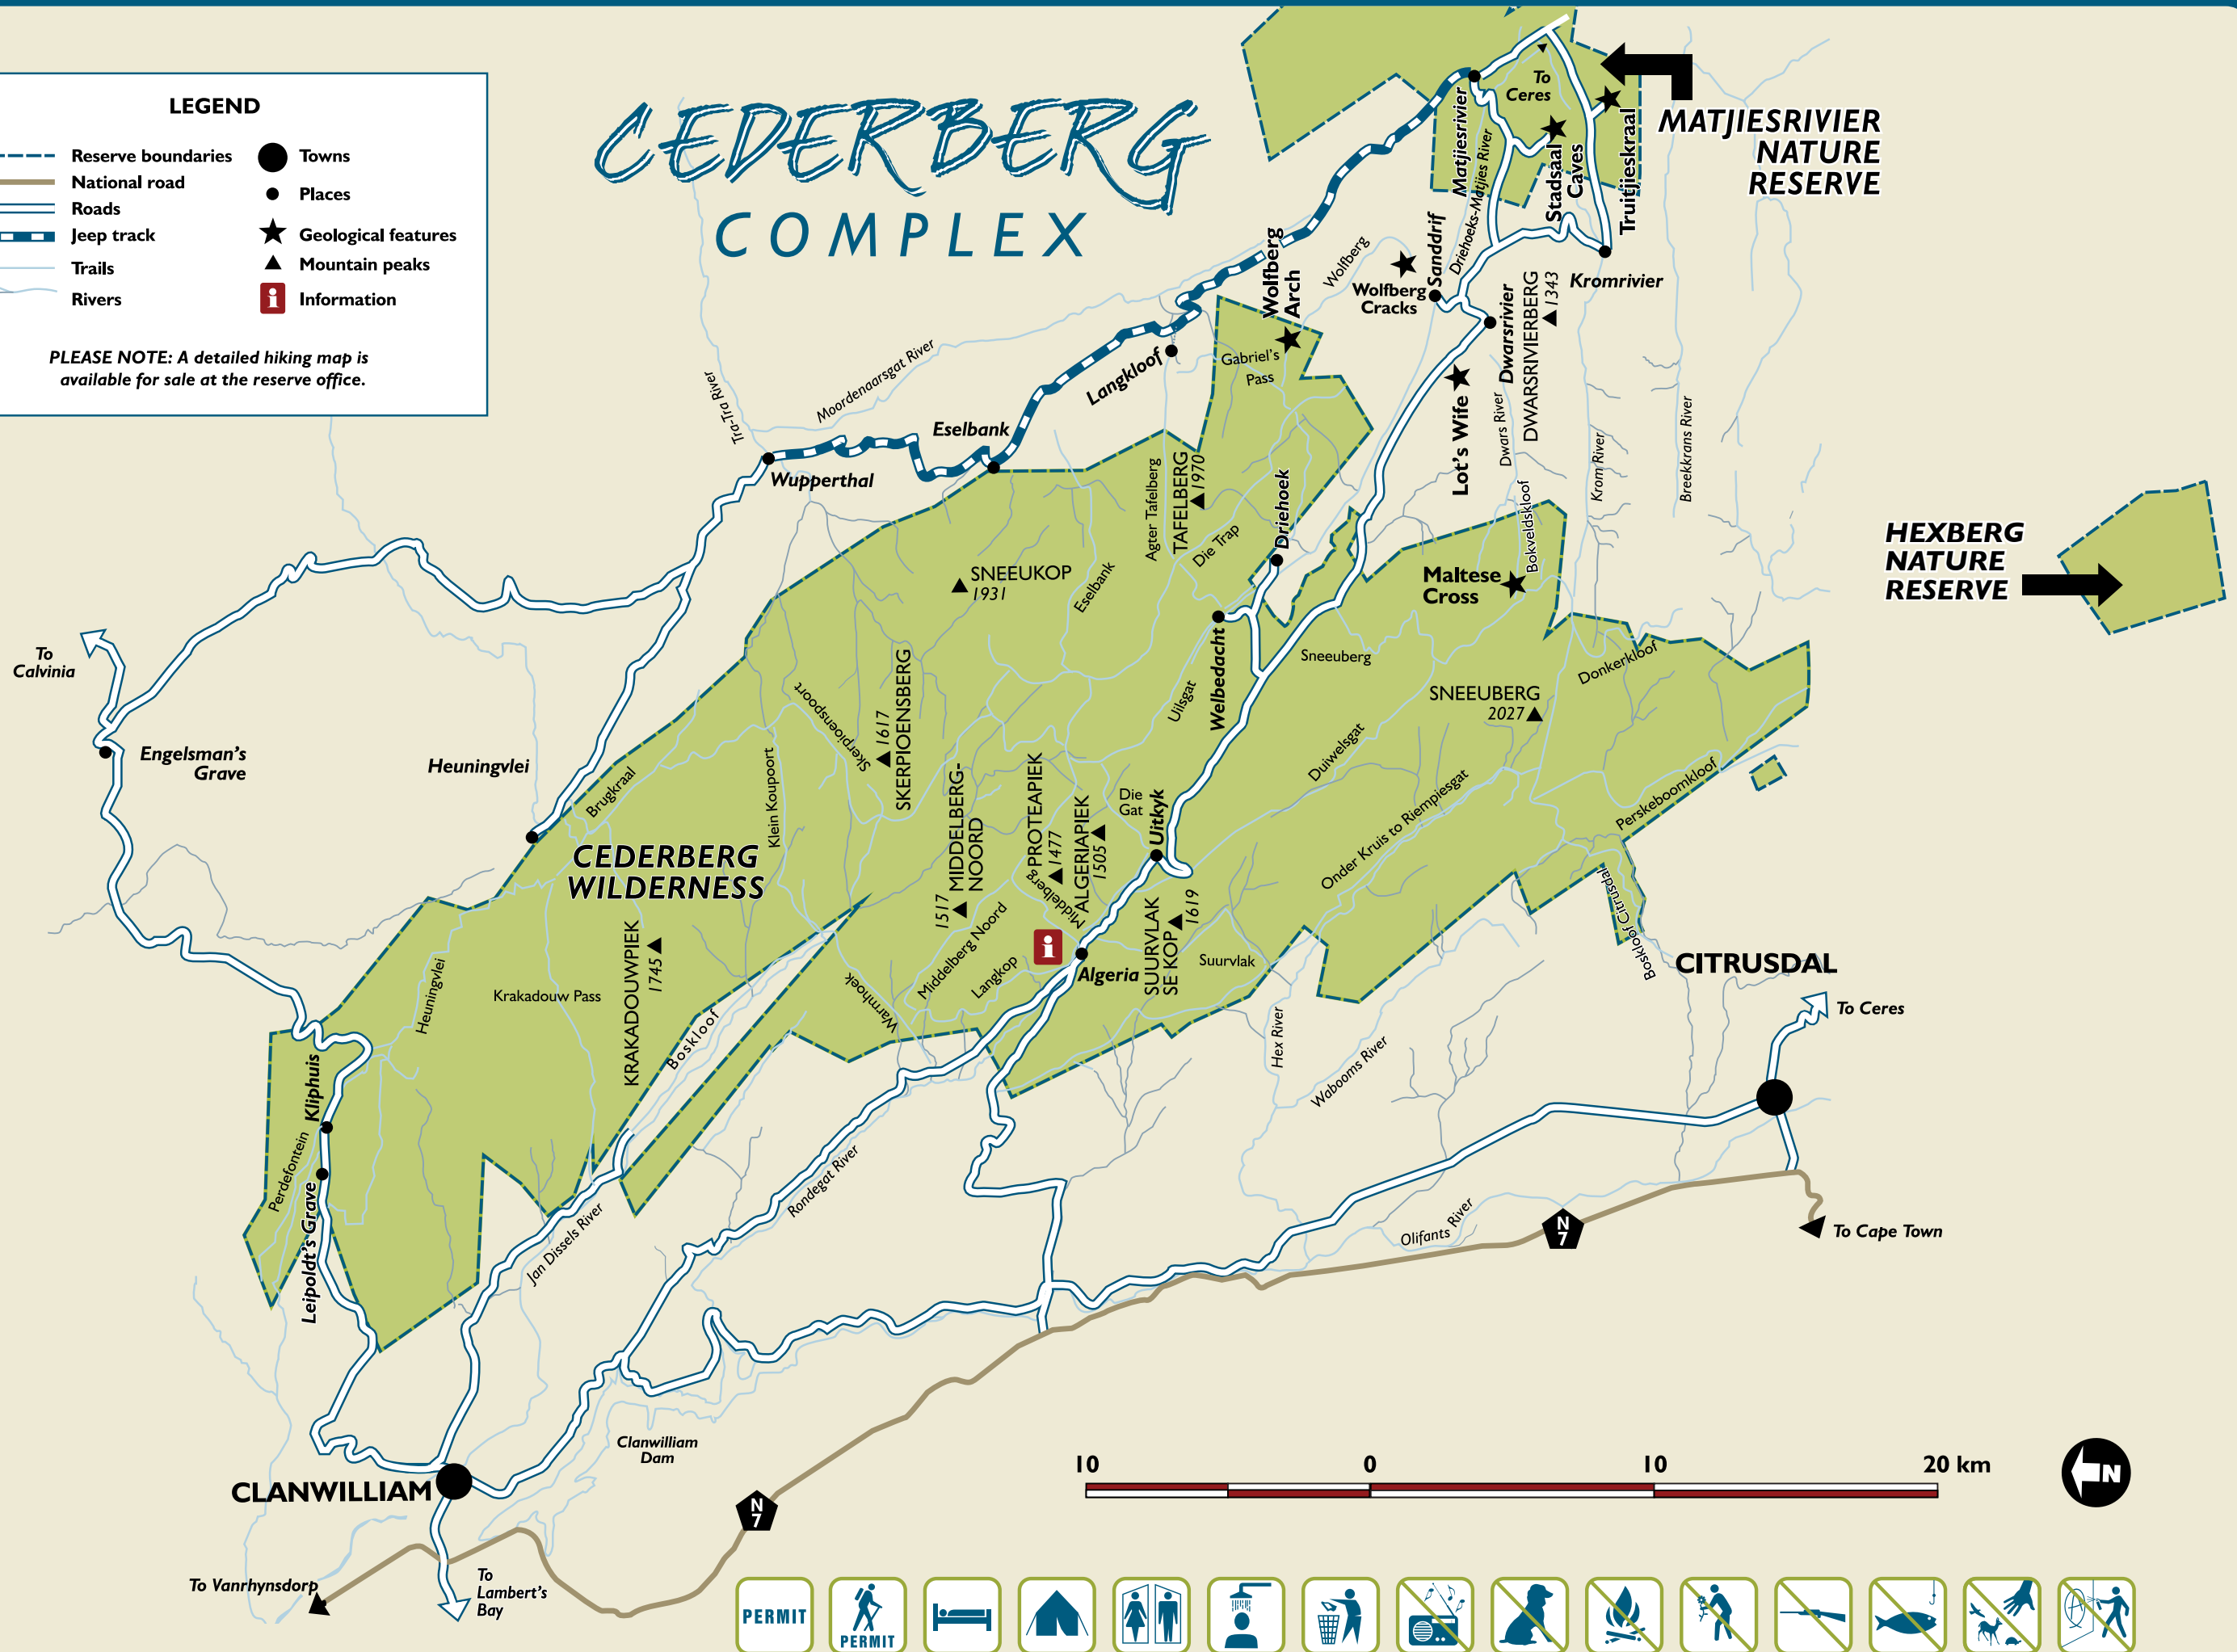 CEDERBERG
COMPLEX
LEGEND
Reserve boundaries
National road
Roads
Jeep track
Trails
Rivers
Towns
Places
Geological features
Mountain peaks
i Information
PLEASE NOTE: A detailed hiking map is
available for sale at the reserve office.
MATJIESRIVIER
NATURE
RESERVE
To
Ceres
Matjiesrivier
Driehoeks-Matjies River
Stadsaal
Caves
Truitjieskraal
Kromrivier
Sanddrif
Wolfberg
Cracks
Wolfberg
Wolfberg
Arch
Dwarsrivier
DWARSRIVIERBERG
1343
Gabriel's
Pass
Langkloof
Moordenaarsgat River
Tra-Tra River
Eselbank
Wupperthal
Lot's Wife
Dwars River
Krom River
Breekkrans River
Bokveldskloof
Maltese
Cross
HEXBERG
NATURE
RESERVE
Agter Tafelberg
TAFELBERG
1970
Die Trap
Driehoek
SNEEUKOP
1931
Eselbank
Welbedacht
Uilsgat
Sneeuberg
SNEEUBERG
2027
Donkerkloof
Duiwelsgat
Onder Kruis to Riempiesgat
Perskeboomkloof
Boskloof Citrusdal
To
Calvinia
Engelsman's
Grave
Heuningvlei
Brugkraal
Skerpioenspoort
SKERPIOENSBERG
1617
Klein Koupoort
CEDERBERG
WILDERNESS
MIDDELBERG-
NOORD
1517
PROTEAPIEK
1477
ALGERIAPIEK
1505
Middelberg
Die
Gat
Uitkyk
Middelberg Noord
Langkop
i
Algeria
SUURVLAK
SE KOP
1619
Suurvlak
Warmhoek
KRAKADOUWPIEK
1745
Krakadouw Pass
Heuningvlei
Boskloof
Kliphuis
Perdefontein
Leipoldt's Grave
Jan Dissels River
Rondegat River
Hex River
Wabooms River
Olifants River
CITRUSDAL
To Ceres
To Cape Town
N
7
Clanwilliam
Dam
CLANWILLIAM
N
7
To Vanrhynsdorp
To
Lambert's
Bay
10 0 10 20 km
N
PERMIT
PERMIT